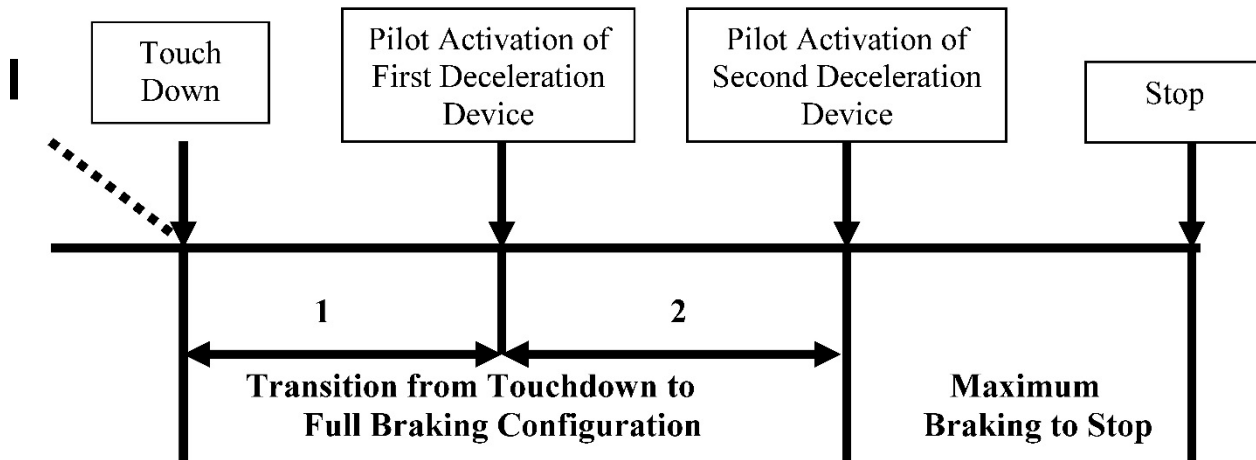 Touch
Down
Pilot Activation of
First Deceleration
Device
Pilot Activation of
Second Deceleration
Device
Stop
1
2
Transition from Touchdown to
Full Braking Configuration
Maximum
Braking to Stop